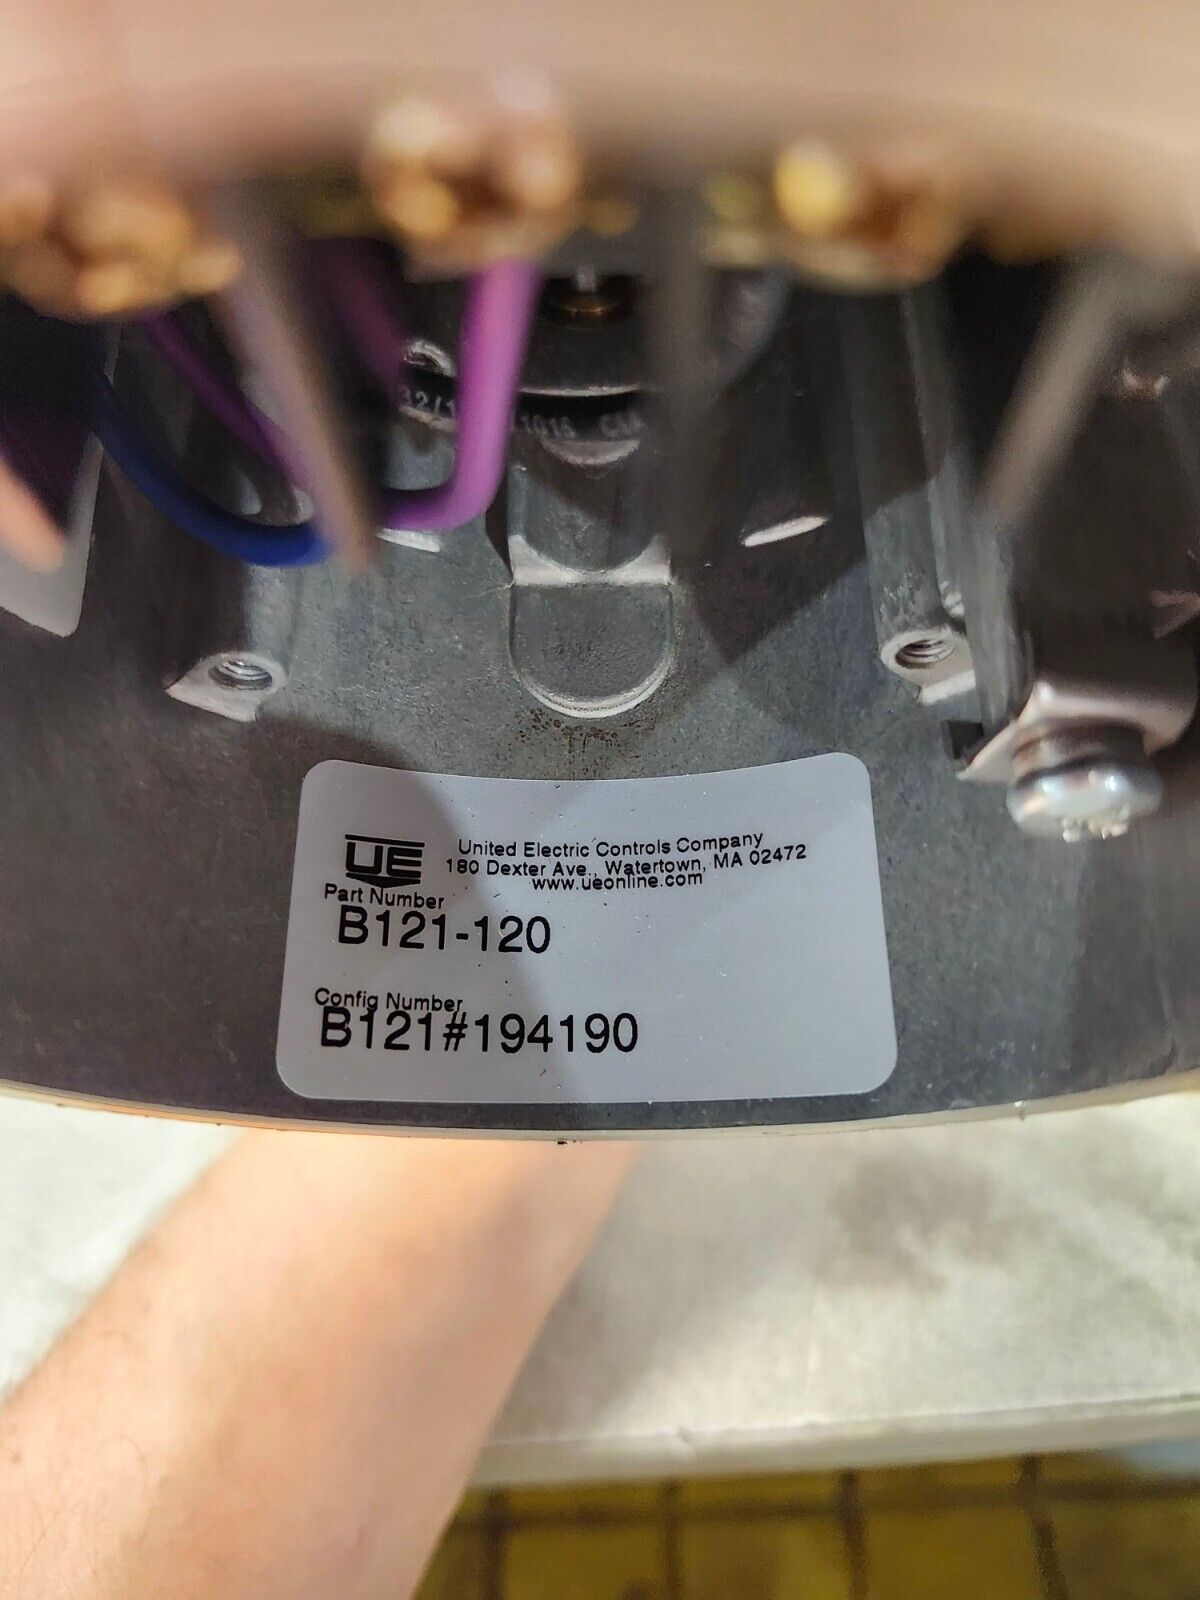 1015
UE
United Electric Controls Company
180 Dexter Ave., Watertown, MA 02472
www.ueonline.com
Part Number
B121-120
Config Number
B121#194190